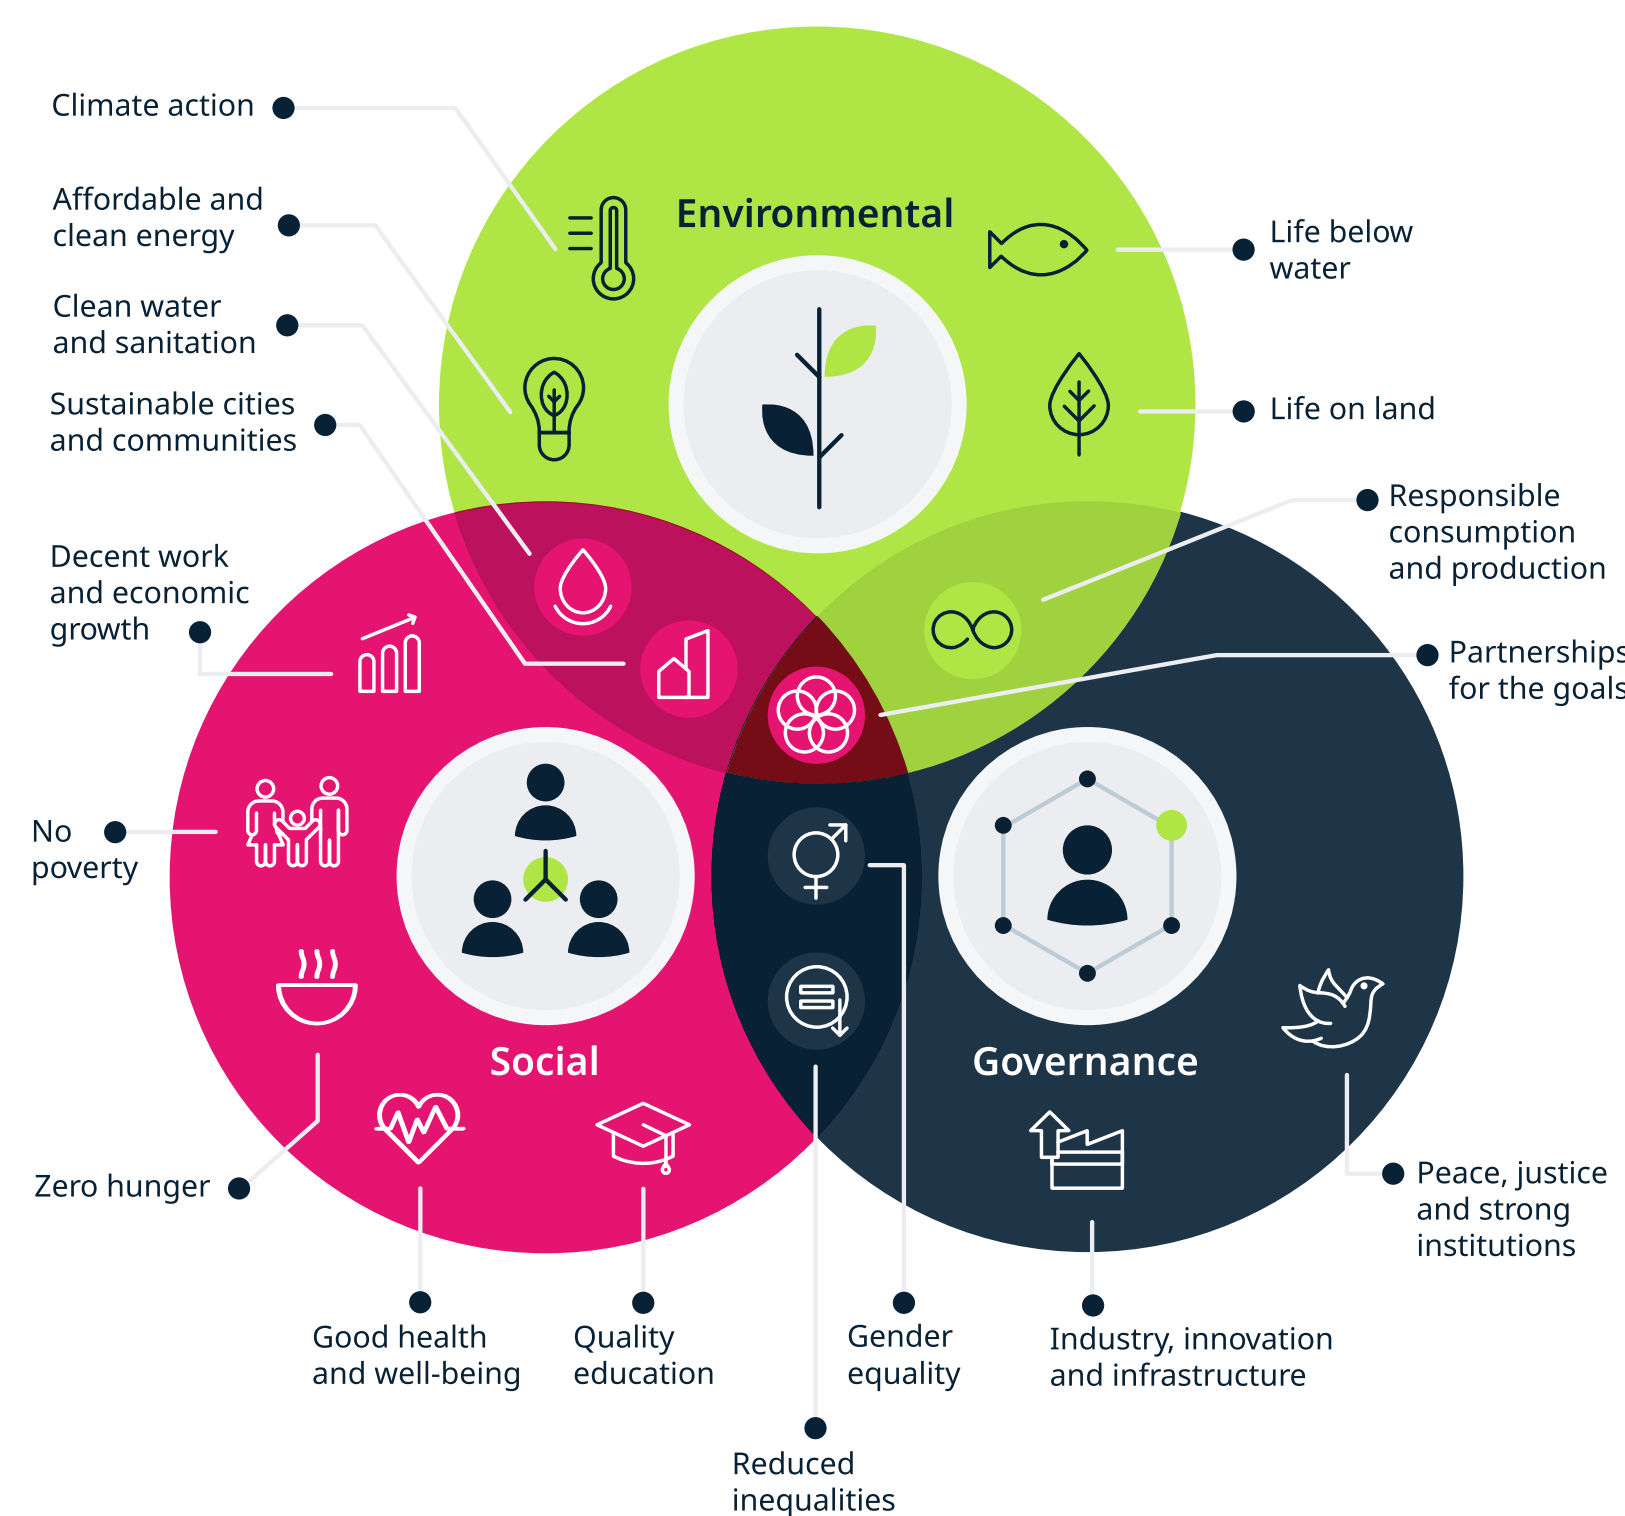 Climate action
Affordable and
clean energy
Clean water
and sanitation
Sustainable cities
and communities
Decent work
and economic
growth
No
poverty
Zero hunger
Environmental
Life below
water
Life on land
Responsible
consumption
and production
Partnerships
for the goals
Social
Governance
Peace, justice
and strong
institutions
Good health
and well-being
Quality
education
Gender
equality
Industry, innovation
and infrastructure
Reduced
inequalities